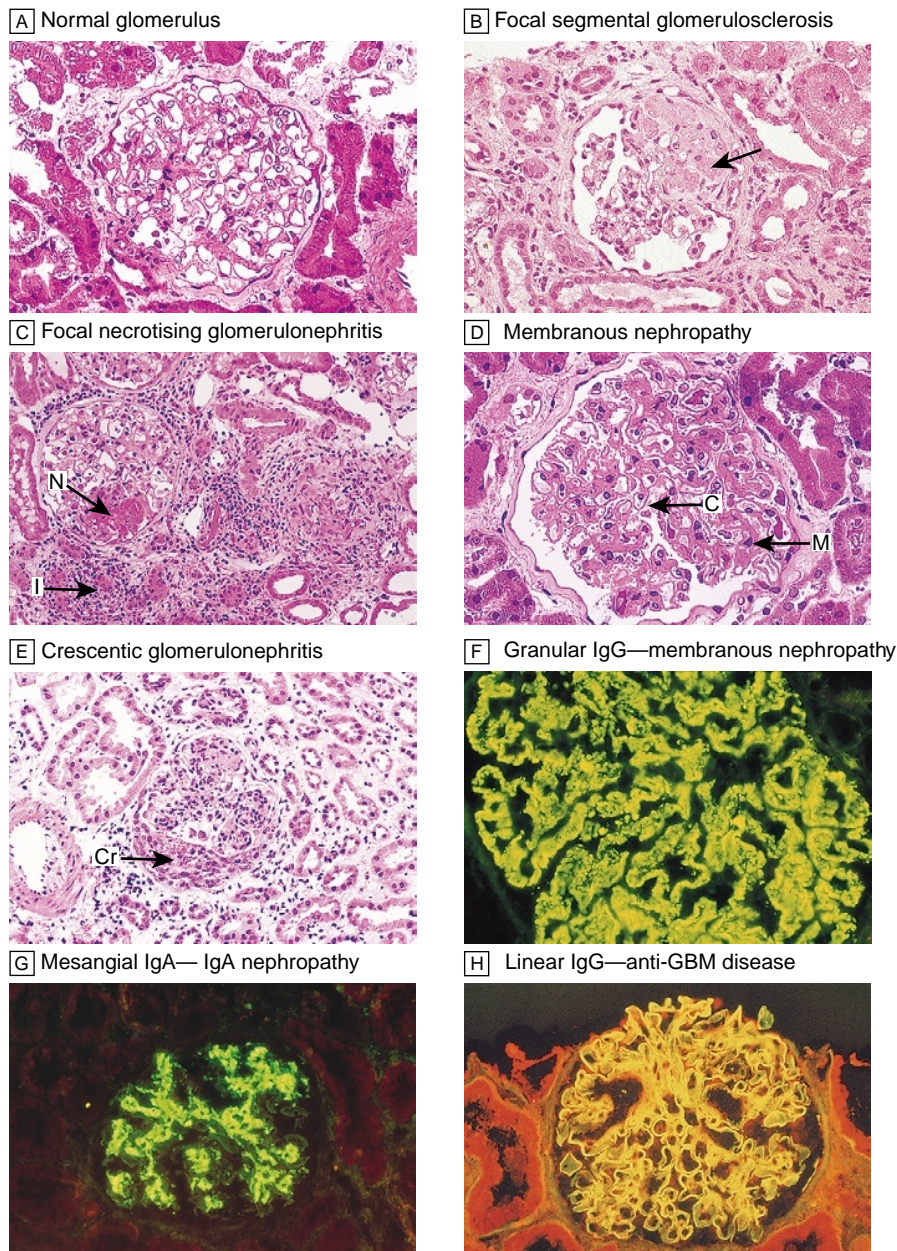 A Normal glomerulus
B Focal segmental glomerulosclerosis
C Focal necrotising glomerulonephritis
D Membranous nephropathy
N
I
C
M
E Crescentic glomerulonephritis
F Granular IgG—membranous nephropathy
Cr
G Mesangial IgA— IgA nephropathy
H Linear IgG—anti-GBM disease